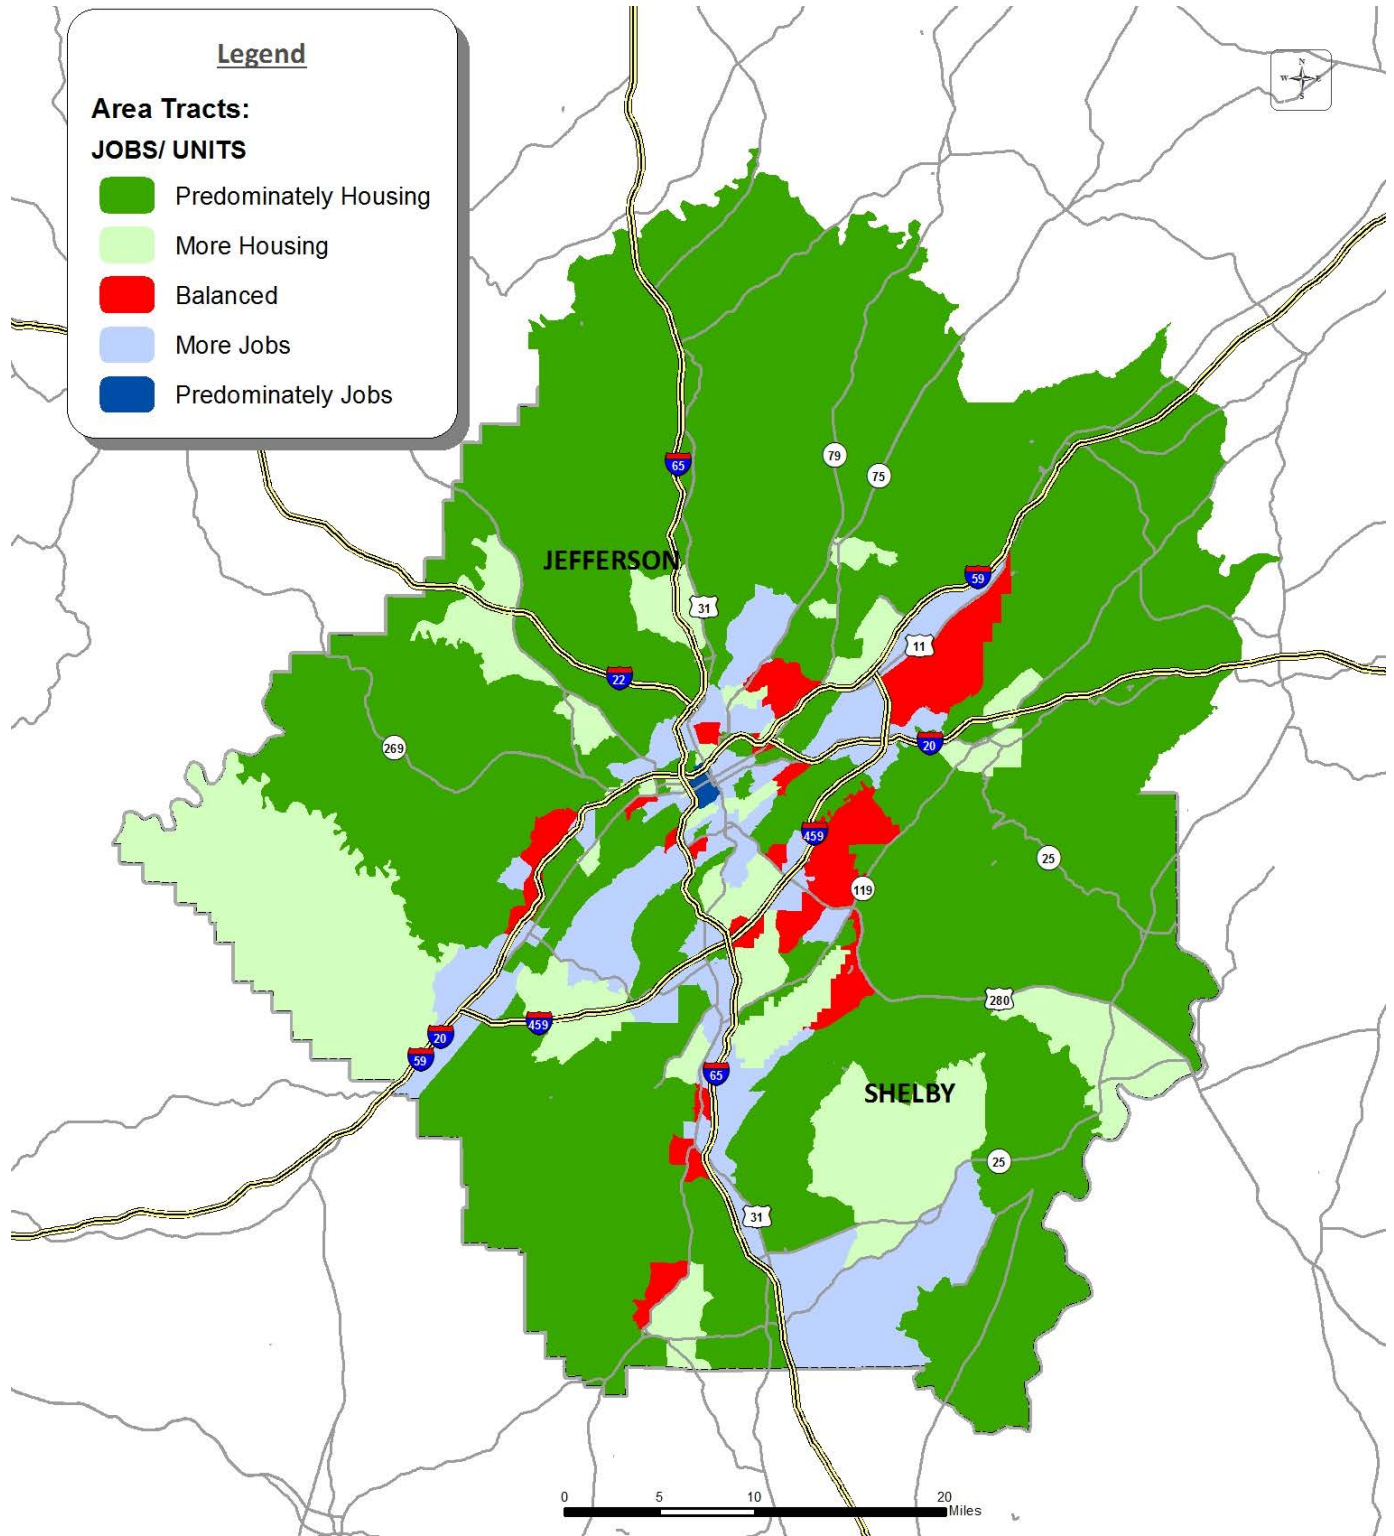 Legend
Area Tracts:
JOBS/ UNITS
Predominately Housing
More Housing
Balanced
More Jobs
Predominately Jobs
N
W E
S
79
65
75
JEFFERSON
59
31
11
22
269
20
459
25
119
280
459
20
59
65
SHELBY
25
31
0 5 10 20
Miles